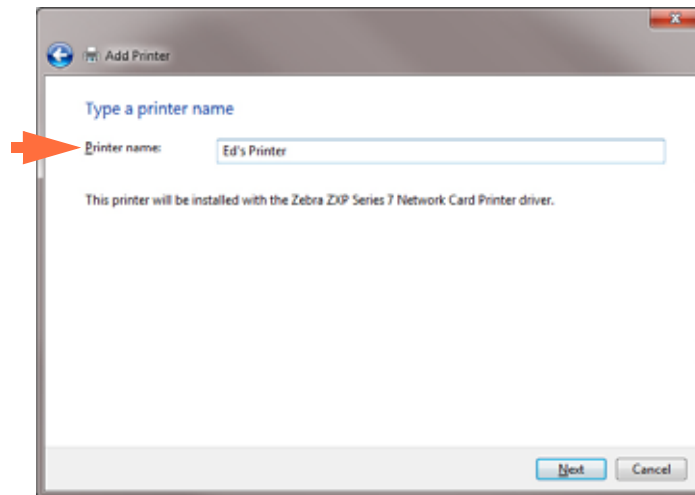 Add Printer
Type a printer name
Printer name:
Ed's Printer
This printer will be installed with the Zebra ZXP Series 7 Network Card Printer driver.
Next
Cancel